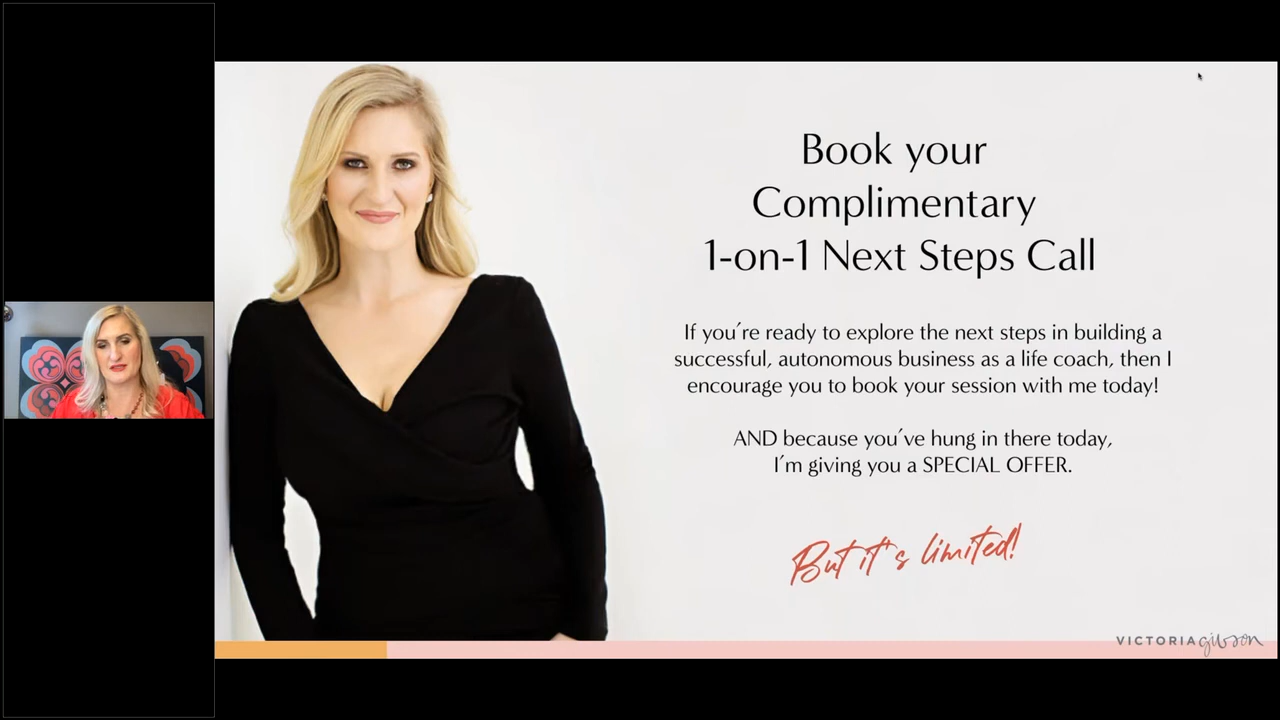 Book your
Complimentary
1-on-1 Next Steps Call
If you're ready to explore the next steps in building a
successful, autonomous business as a life coach, then I
encourage you to book your session with me today!
AND because you've hung in there today,
I'm giving you a SPECIAL OFFER.
But it's limited!
VICTORIA gibson